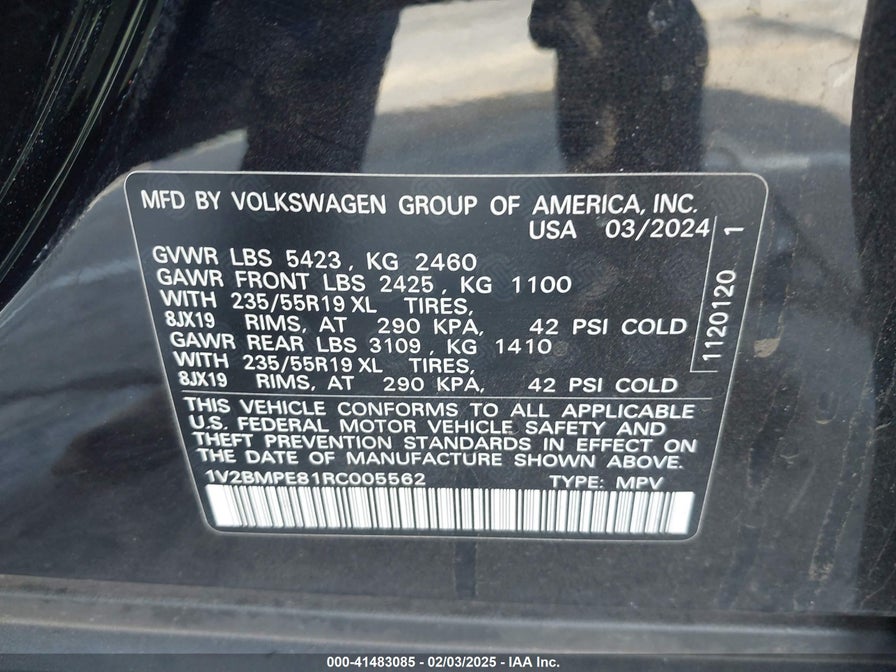 MFD BY VOLKSWAGEN GROUP OF AMERICA, INC.
USA 03/2024
GVWR LBS 5423, KG 2460
GAWR FRONT LBS 2425, KG 1100
WITH 235/55R19 XL TIRES,
8JX19 RIMS, AT 290 KPA, 42 PSI COLD
GAWR REAR LBS 3109, KG 1410
WITH 235/55R19 XL TIRES,
8JX19 RIMS, AT 290 KPA, 42 PSI COLD
1120120 1
THIS VEHICLE CONFORMS TO ALL APPLICABLE
U.S. FEDERAL MOTOR VEHICLE SAFETY AND
THEFT PREVENTION STANDARDS IN EFFECT ON
THE DATE OF MANUFACTURE SHOWN ABOVE.
1V2BMPE81RC005562 TYPE: MPV
000-41483085 - 02/03/2025 - IAA Inc.